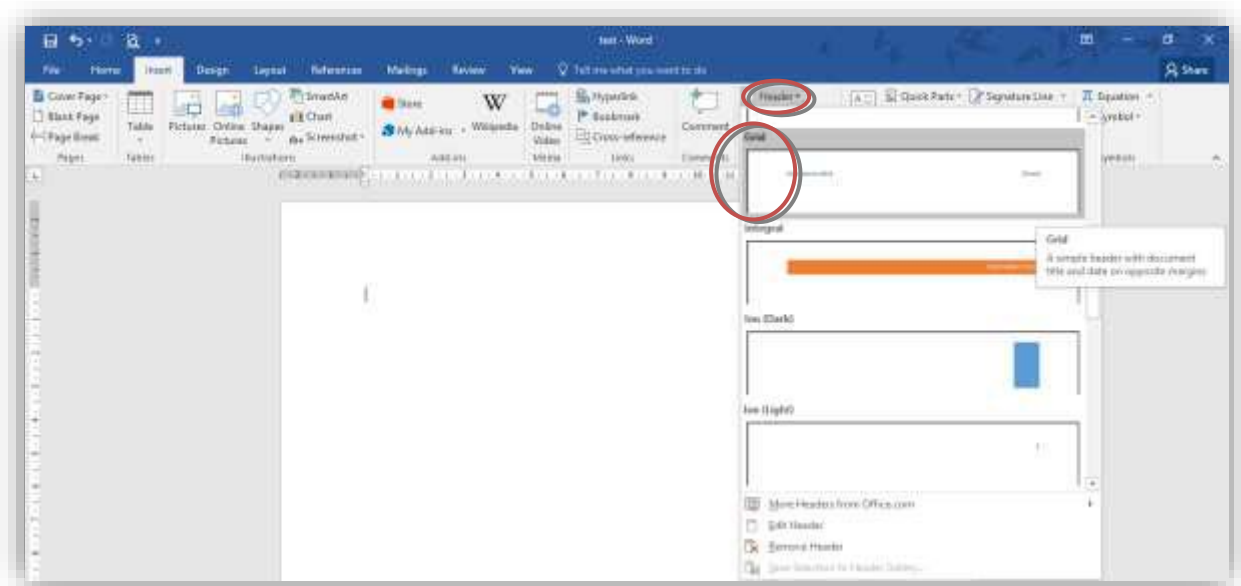 test - Word
File Home Insert Design Layout References Mailings Review View Tell me what you want to do Share
Cover Page
Blank Page
Page Break
Pages
Table
Tables
Pictures
Online Pictures
Shapes
SmartArt
Chart
Screenshot
Illustrations
Store
My Add-ins
Wikipedia
Add-ins
Online Video
Media
Hyperlink
Bookmark
Cross-reference
Links
Comment
Comments
Header
Quick Parts
Signature Line
Equation
Grid
Integral
Grid
A simple header with document
title and date on opposite margins
Ion (Dark)
Ion (Light)
More Headers from Office.com
Edit Header
Remove Header
Save Selection to Header Gallery...